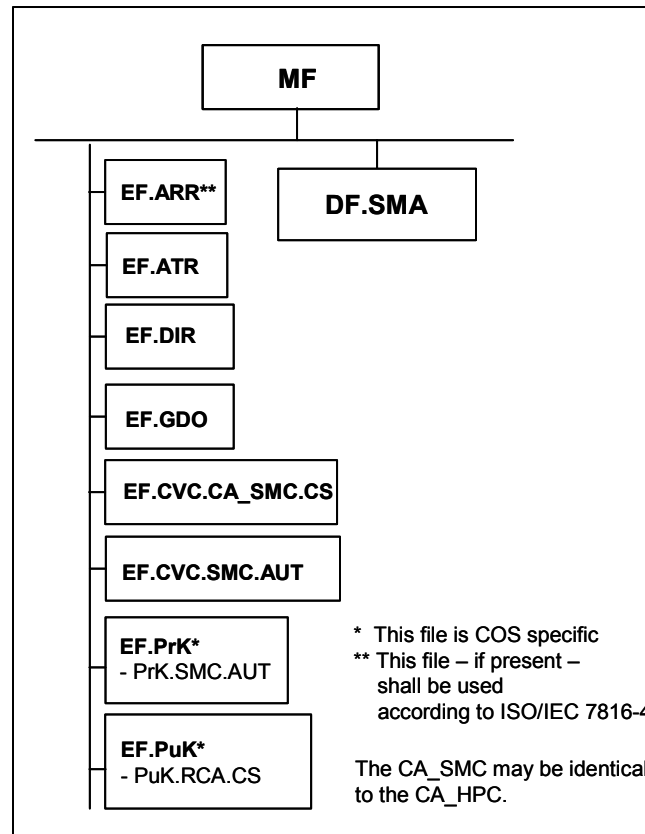 MF
DF.SMA
EF.ARR**
EF.ATR
EF.DIR
EF.GDO
EF.CVC.CA_SMC.CS
EF.CVC.SMC.AUT
EF.PrK*
- PrK.SMC.AUT
EF.PuK*
- PuK.RCA.CS
* This file is COS specific
** This file – if present –
shall be used
according to ISO/IEC 7816-4
The CA_SMC may be identical
to the CA_HPC.